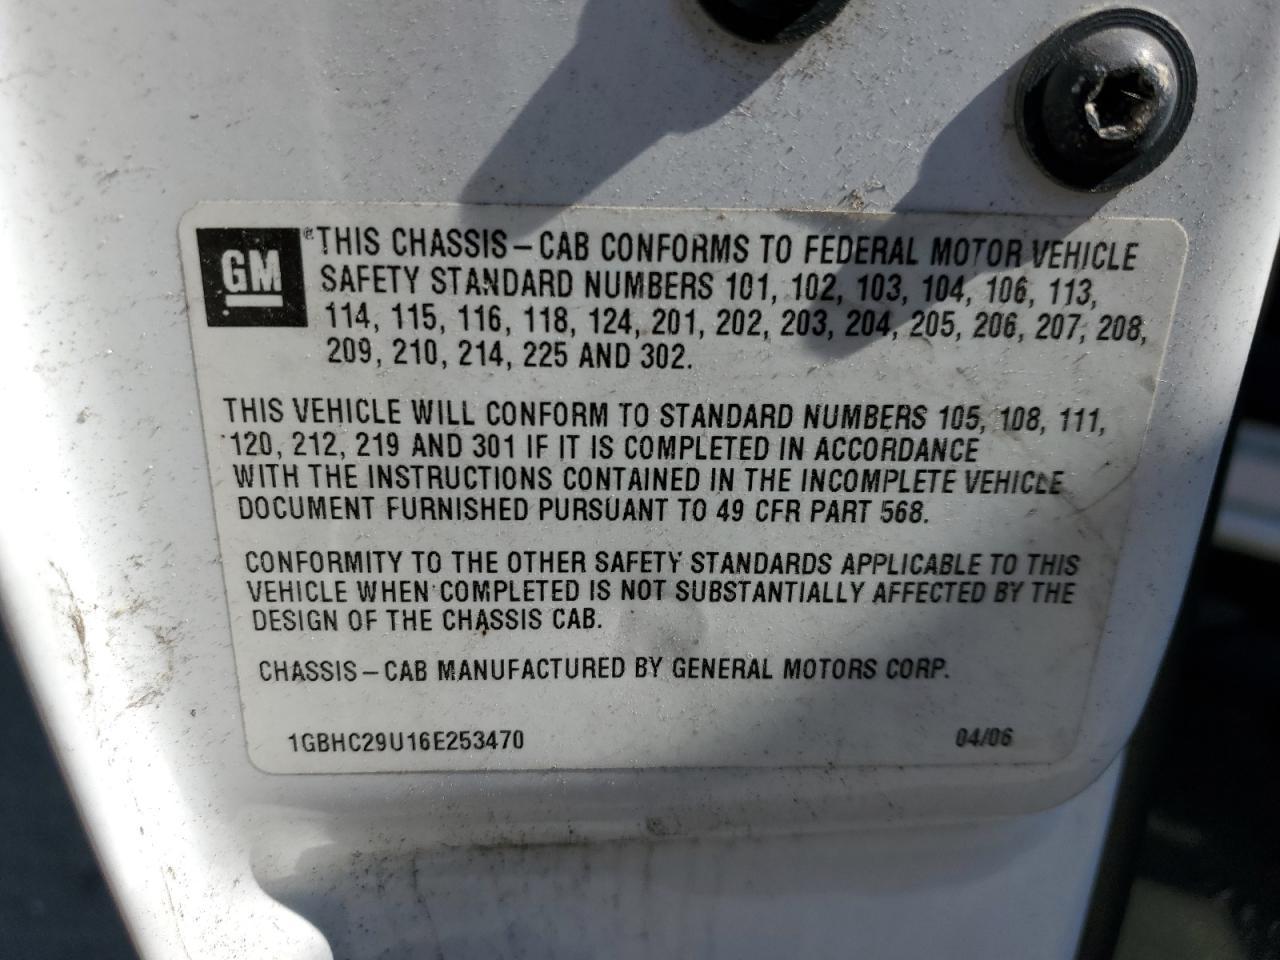 GM ® THIS CHASSIS – CAB CONFORMS TO FEDERAL MOTOR VEHICLE
SAFETY STANDARD NUMBERS 101, 102, 103, 104, 106, 113,
114, 115, 116, 118, 124, 201, 202, 203, 204, 205, 206, 207, 208,
209, 210, 214, 225 AND 302.
THIS VEHICLE WILL CONFORM TO STANDARD NUMBERS 105, 108, 111,
120, 212, 219 AND 301 IF IT IS COMPLETED IN ACCORDANCE
WITH THE INSTRUCTIONS CONTAINED IN THE INCOMPLETE VEHICLE
DOCUMENT FURNISHED PURSUANT TO 49 CFR PART 568.
CONFORMITY TO THE OTHER SAFETY STANDARDS APPLICABLE TO THIS
VEHICLE WHEN COMPLETED IS NOT SUBSTANTIALLY AFFECTED BY THE
DESIGN OF THE CHASSIS CAB.
CHASSIS – CAB MANUFACTURED BY GENERAL MOTORS CORP.
1GBHC29U16E253470 04/06